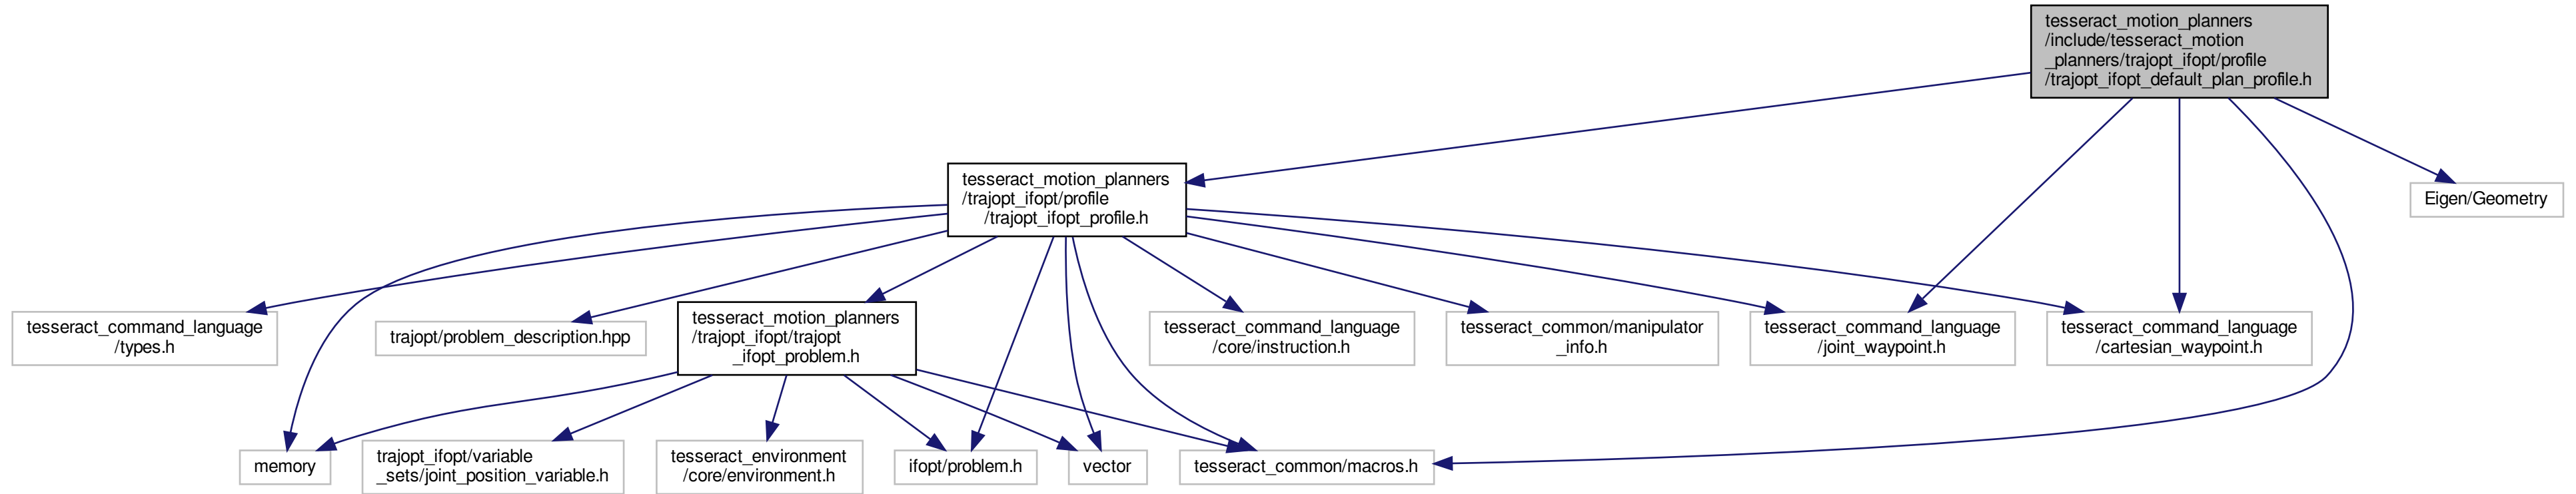 tesseract_motion_planners
/include/tesseract_motion
_planners/trajopt_ifopt/profile
/trajopt_ifopt_default_plan_profile.h
tesseract_motion_planners
/trajopt_ifopt/profile
/trajopt_ifopt_profile.h
Eigen/Geometry
tesseract_command_language
/types.h
trajopt/problem_description.hpp
tesseract_motion_planners
/trajopt_ifopt/trajopt
_ifopt_problem.h
tesseract_command_language
/core/instruction.h
tesseract_common/manipulator
_info.h
tesseract_command_language
/joint_waypoint.h
tesseract_command_language
/cartesian_waypoint.h
memory
trajopt_ifopt/variable
_sets/joint_position_variable.h
tesseract_environment
/core/environment.h
ifopt/problem.h
vector
tesseract_common/macros.h